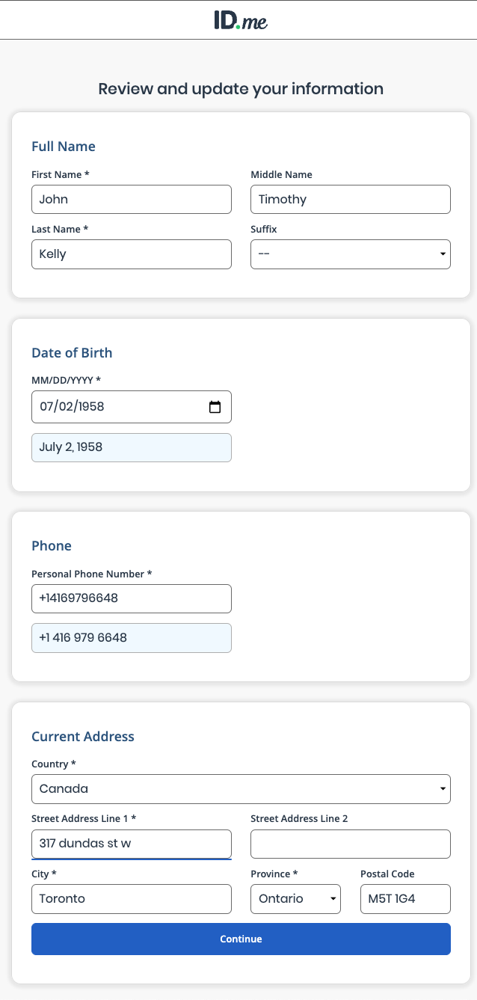 ID.me
Review and update your information
Full Name
First Name * Middle Name
John Timothy
Last Name * Suffix
Kelly --
Date of Birth
MM/DD/YYYY *
07/02/1958
July 2, 1958
Phone
Personal Phone Number *
+14169796648
+1 416 979 6648
Current Address
Country *
Canada
Street Address Line 1 * Street Address Line 2
317 dundas st w
City * Province * Postal Code
Toronto Ontario M5T 1G4
Continue